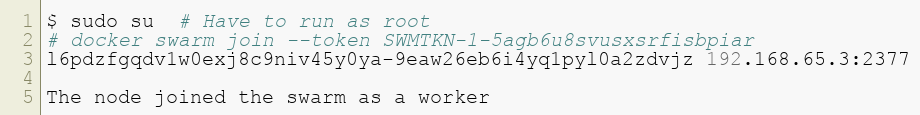 1 $ sudo su  # Have to run as root
2 # docker swarm join --token SWMTKN-1-5agb6u8svusxsrfisbpiar
3 l6pdzfgqdv1w0exj8c9niv45y0ya-9eaw26eb6i4yq1pyl0a2zdvjz 192.168.65.3:2377
4
5 The node joined the swarm as a worker